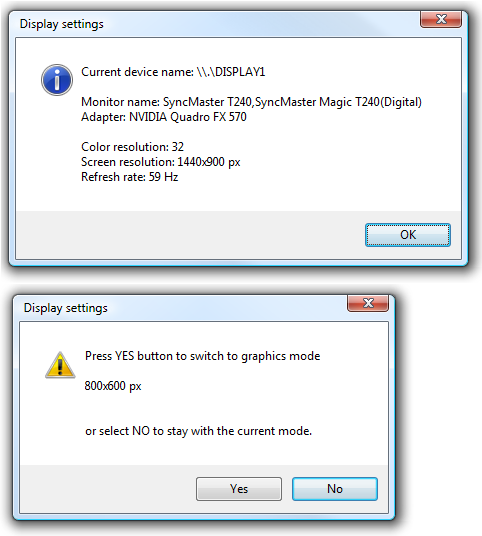 Display settings
Current device name: \\.\DISPLAY1
Monitor name: SyncMaster T240,SyncMaster Magic T240(Digital)
Adapter: NVIDIA Quadro FX 570
Color resolution: 32
Screen resolution: 1440x900 px
Refresh rate: 59 Hz
OK
Display settings
Press YES button to switch to graphics mode
800x600 px
or select NO to stay with the current mode.
Yes No